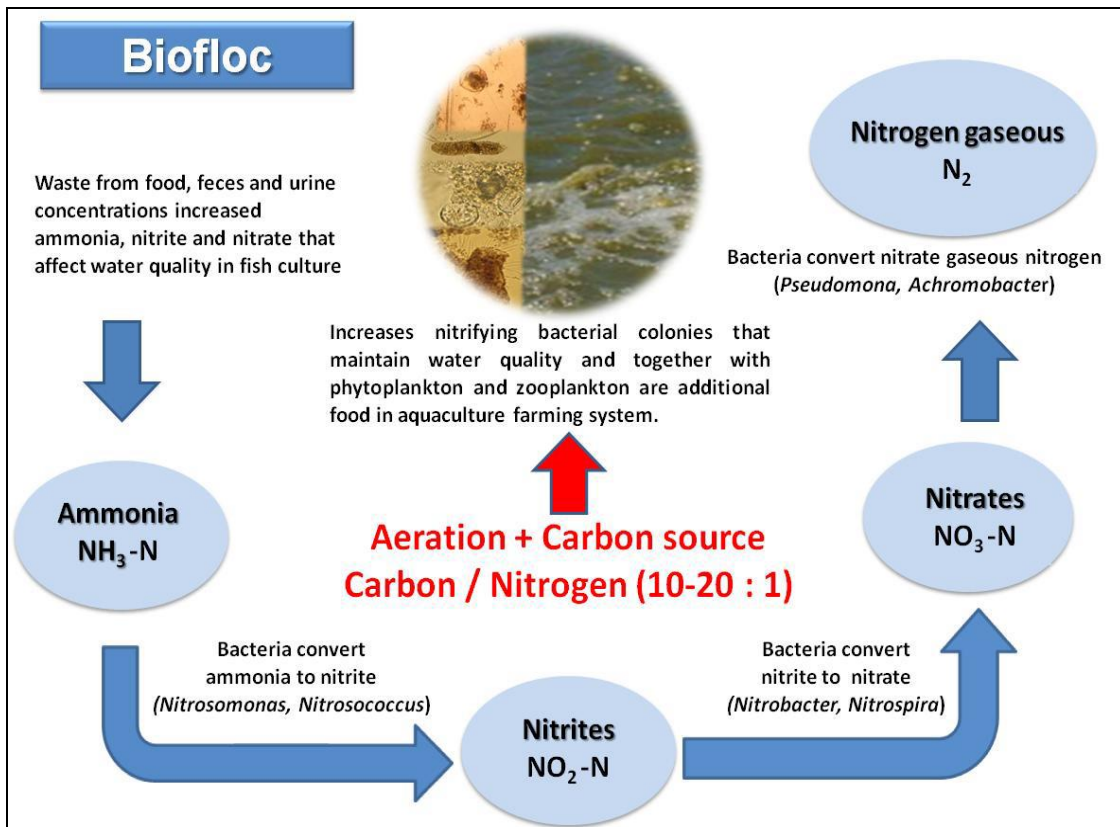 Biofloc
Waste from food, feces and urine
concentrations increased
ammonia, nitrite and nitrate that
affect water quality in fish culture
Increases nitrifying bacterial colonies that
maintain water quality and together with
phytoplankton and zooplankton are additional
food in aquaculture farming system.
Nitrogen gaseous
N₂
Bacteria convert nitrate gaseous nitrogen
(Pseudomona, Achromobacter)
Ammonia
NH₃-N
Aeration + Carbon source
Carbon / Nitrogen (10-20 : 1)
Nitrates
NO₃-N
Bacteria convert
ammonia to nitrite
(Nitrosomonas, Nitrosococcus)
Nitrites
NO₂-N
Bacteria convert
nitrite to nitrate
(Nitrobacter, Nitrospira)